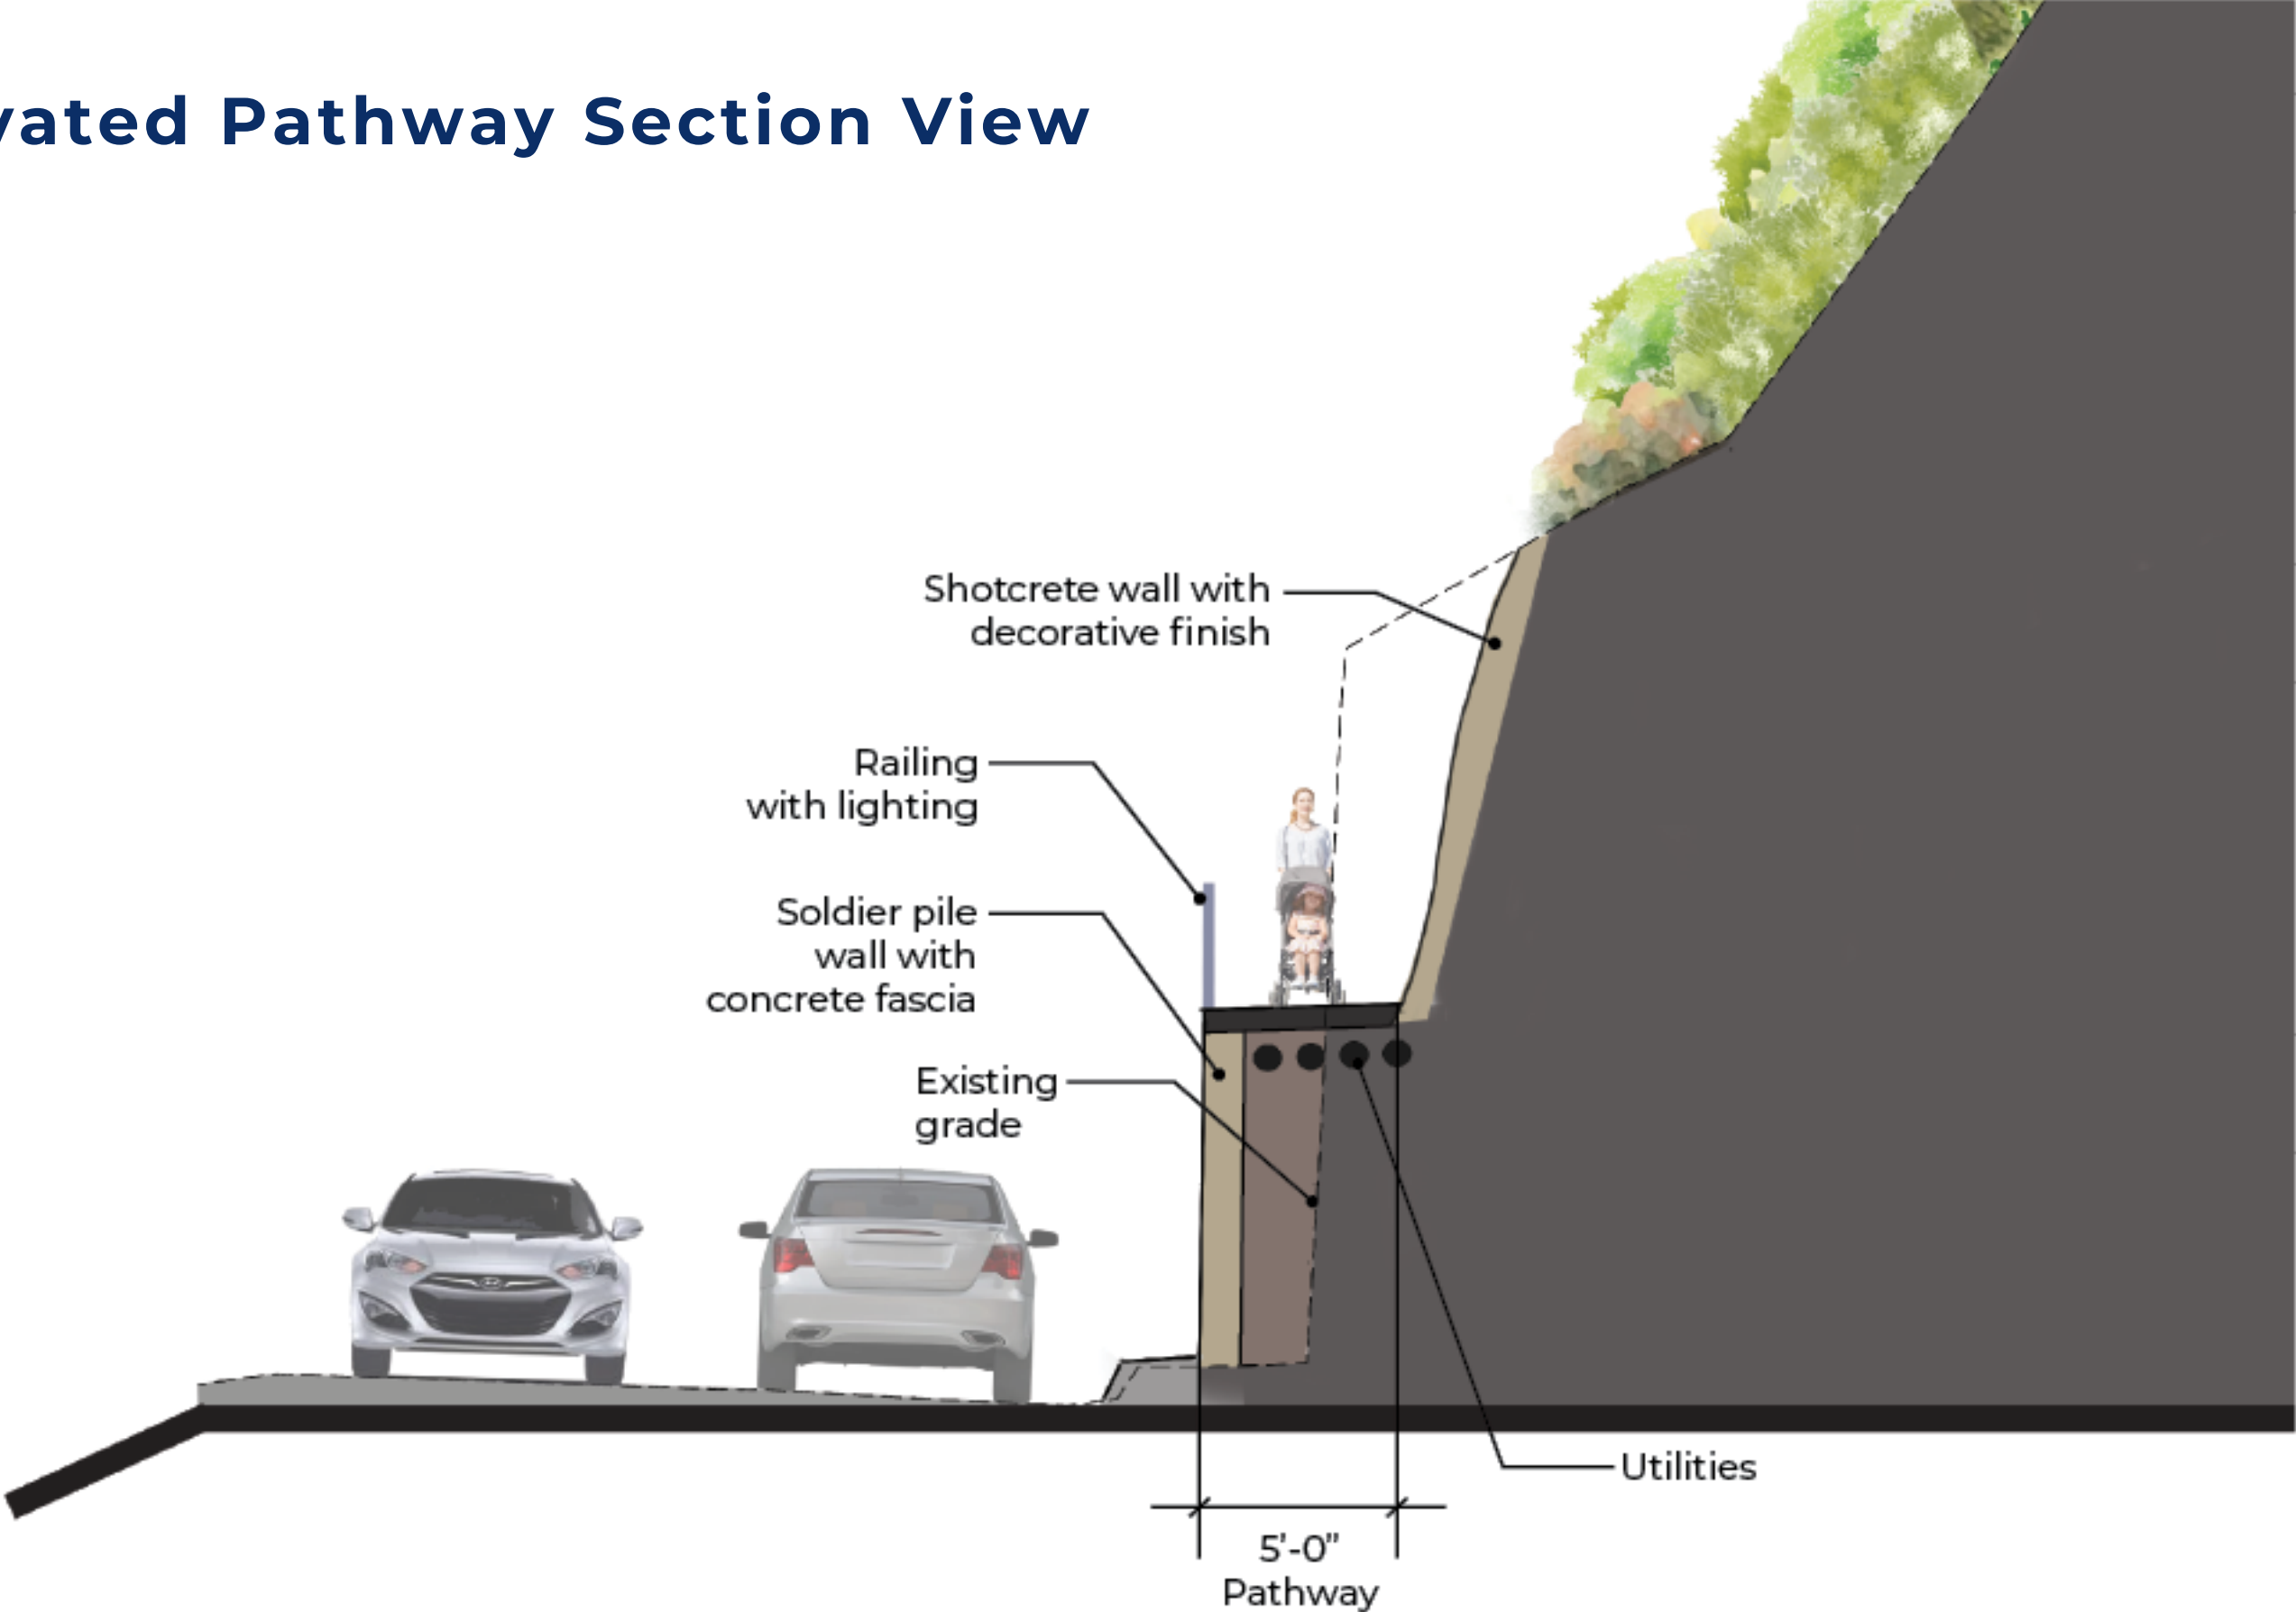 vated Pathway Section View
Shotcrete wall with
decorative finish
Railing
with lighting
Soldier pile
wall with
concrete fascia
Existing
grade
Utilities
5’-0”
Pathway